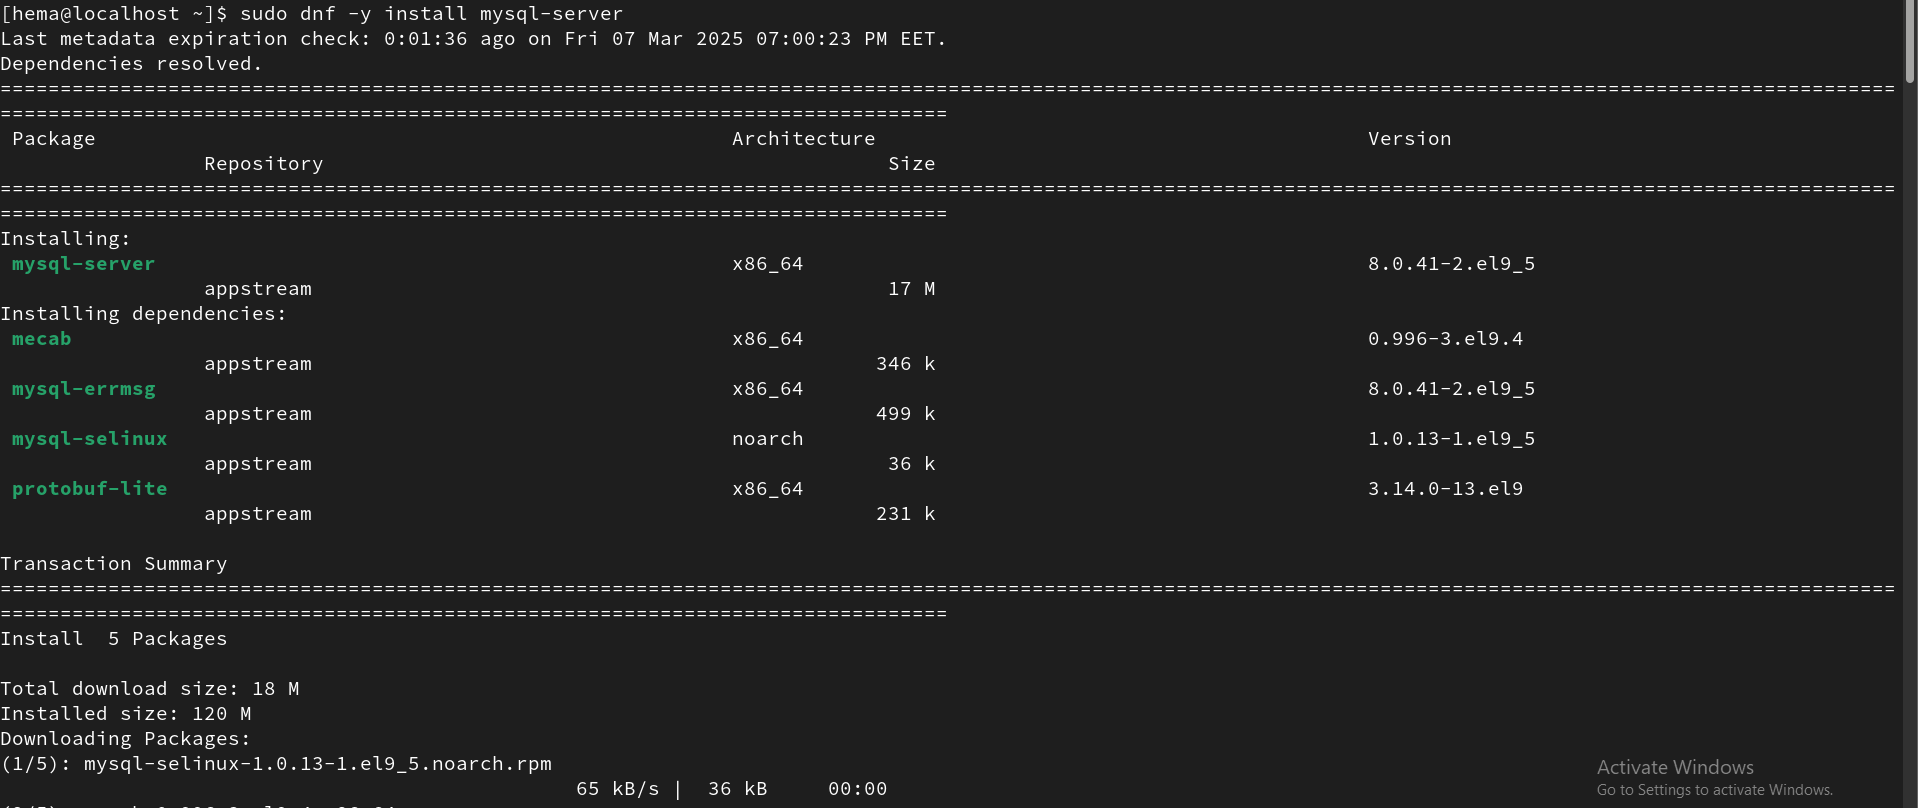 [hema@localhost ~]$ sudo dnf -y install mysql-server
Last metadata expiration check: 0:01:36 ago on Fri 07 Mar 2025 07:00:23 PM EET.
Dependencies resolved.
==============================================================================================================================================================
===============================================================================
Package Architecture Version
Repository Size
==============================================================================================================================================================
===============================================================================
Installing:
mysql-server x86_64 8.0.41-2.el9_5
appstream 17 M
Installing dependencies:
mecab x86_64 0.996-3.el9.4
appstream 346 k
mysql-errmsg x86_64 8.0.41-2.el9_5
appstream 499 k
mysql-selinux noarch 1.0.13-1.el9_5
appstream 36 k
protobuf-lite x86_64 3.14.0-13.el9
appstream 231 k
Transaction Summary
==============================================================================================================================================================
===============================================================================
Install  5 Packages
Total download size: 18 M
Installed size: 120 M
Downloading Packages:
(1/5): mysql-selinux-1.0.13-1.el9_5.noarch.rpm
65 kB/s |  36 kB     00:00
Activate Windows
Go to Settings to activate Windows.